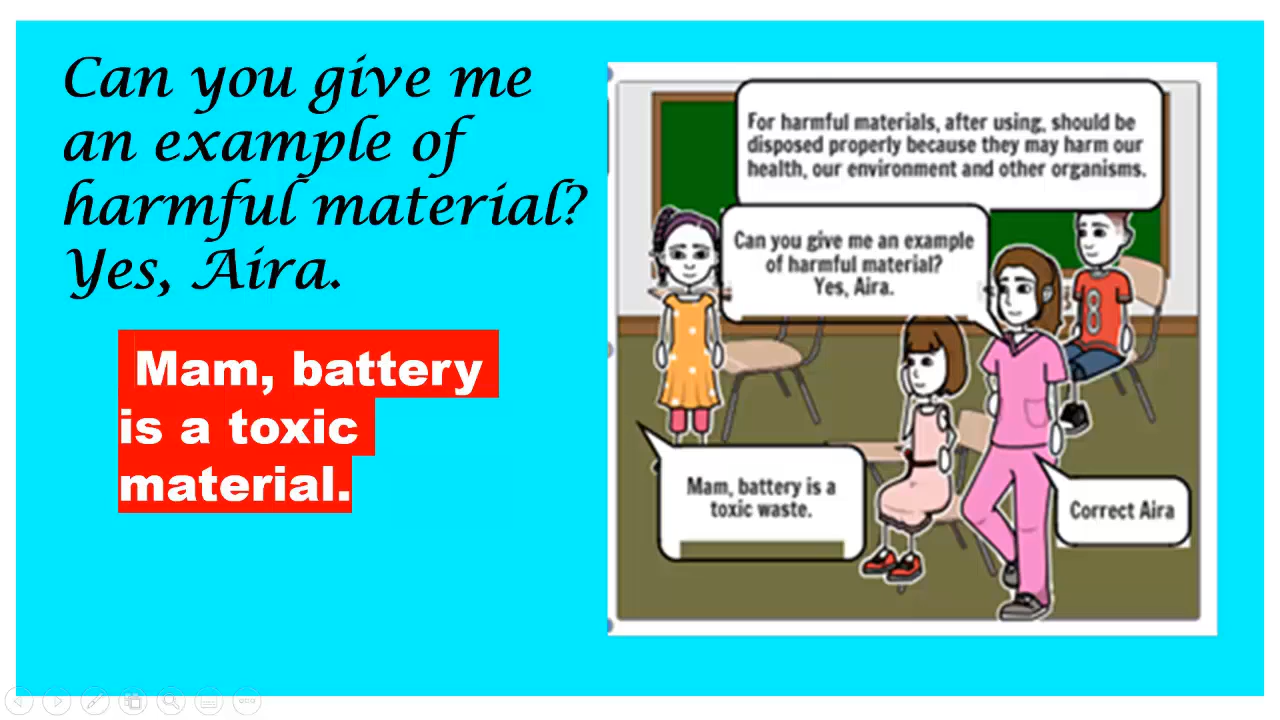 Can you give me
an example of
harmful material?
Yes, Aira.
Mam, battery
is a toxic
material.
For harmful materials, after using, should be
disposed properly because they may harm our
health, our environment and other organisms.
Can you give me an example
of harmful material?
Yes, Aira.
8
Mam, battery is a
toxic waste.
Correct Aira